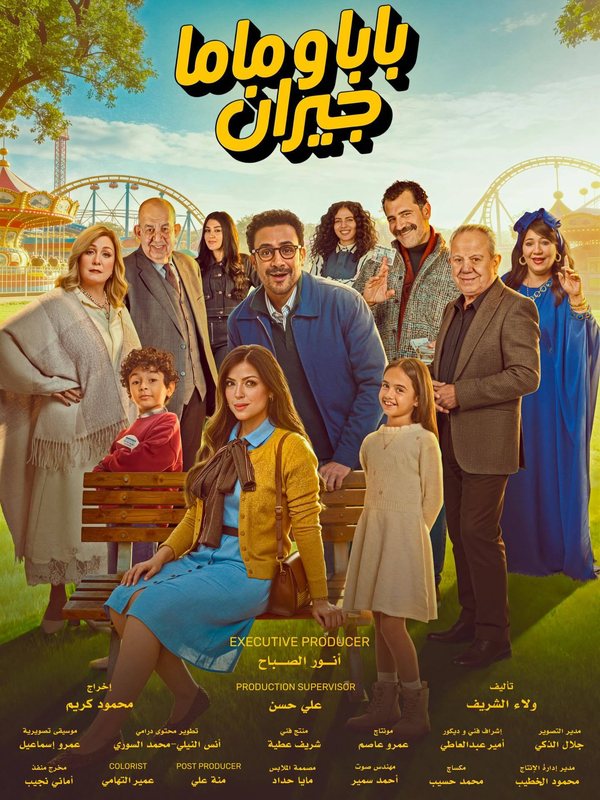 بابا وماما
جيران
EXECUTIVE PRODUCER
أنور الصباح
تأليف
ولاء الشريف
PRODUCTION SUPERVISOR
علي حسن
إخراج
محمود كريم
مدير التصوير
جلال الذكي
إشراف فني و ديكور
أمير عبدالعاطي
مونتاج
عمرو عاصم
منتج فني
شريف عطية
تطوير محتوى درامي
أنس النيلي-محمد السوري
موسيقى تصويرية
عمرو إسماعيل
مدير إدارة الإنتاج
محمود الخطيب
مكساج
محمد حسيب
مهندس صوت
أحمد سمير
مصممة الملابس
مايا حداد
POST PRODUCER
منة علي
COLORIST
عمير التهامي
مخرج منفذ
أماني نجيب